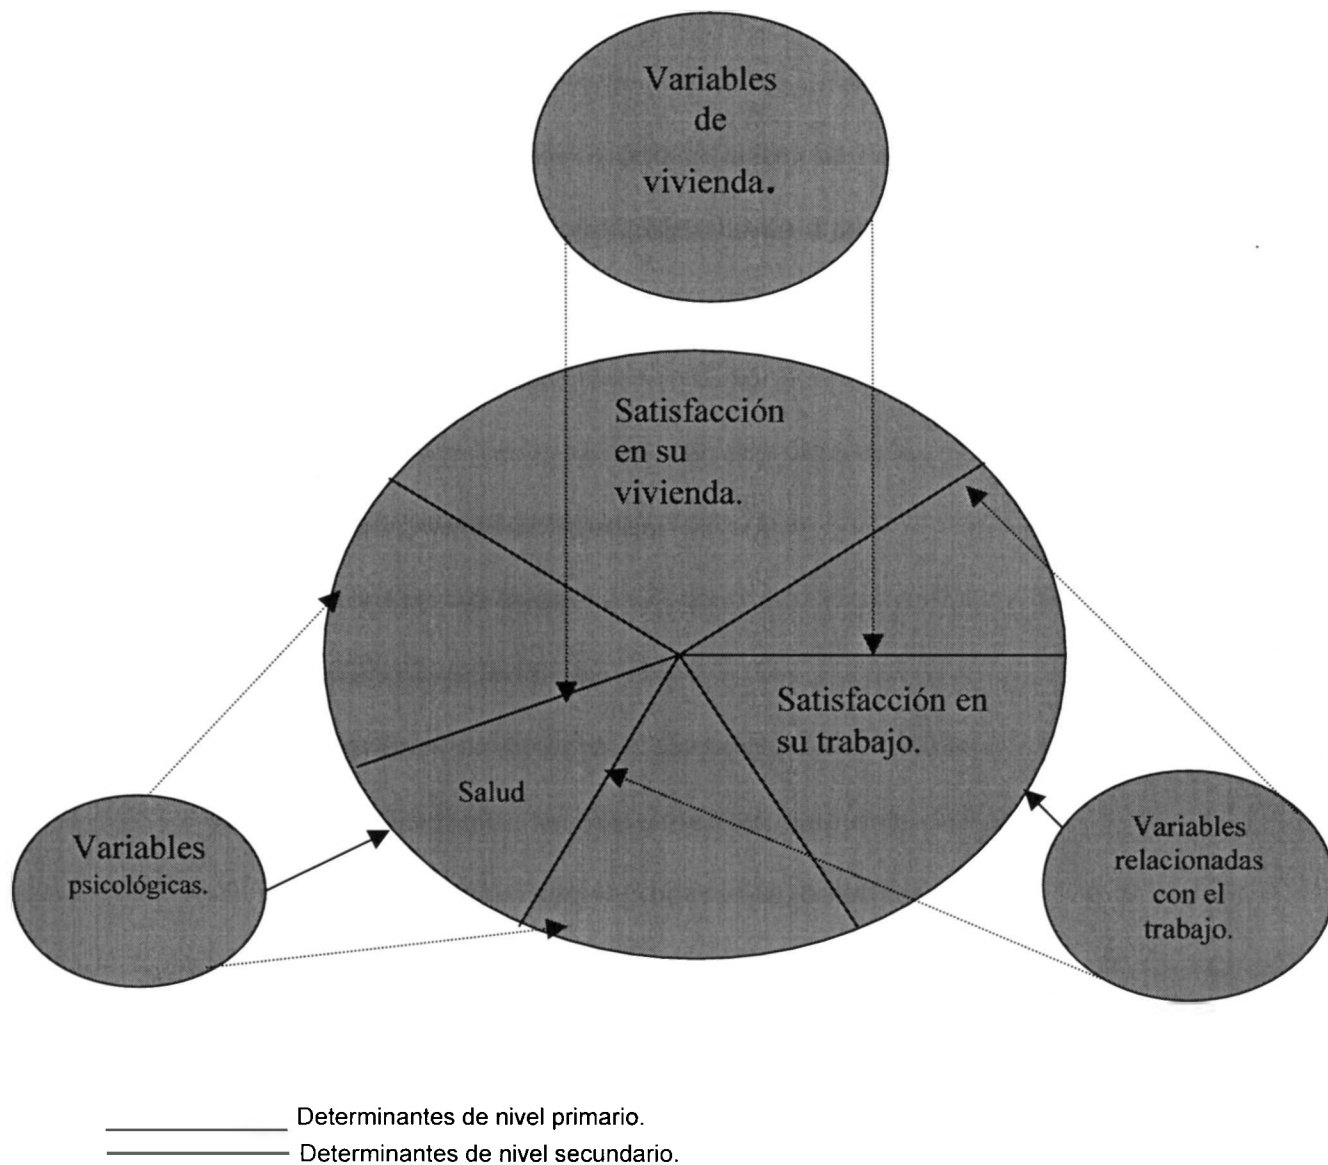 Variables
de
vivienda.
Satisfacción
en su
vivienda.
Satisfacción en
su trabajo.
Salud
Variables
psicológicas.
Variables
relacionadas
con el
trabajo.
Determinantes de nivel primario.
Determinantes de nivel secundario.